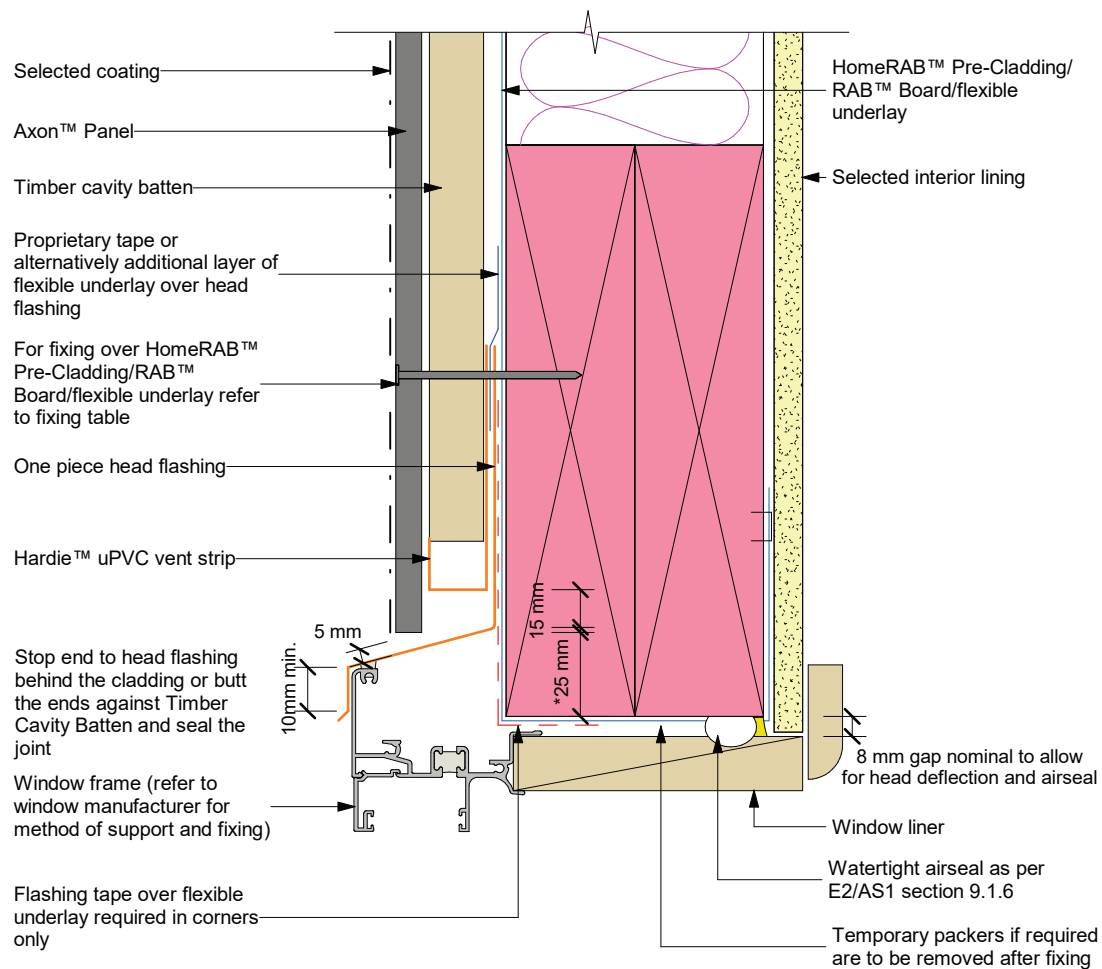 Selected coating
Axon™ Panel
Timber cavity batten
Proprietary tape or
alternatively additional layer of
flexible underlay over head
flashing
For fixing over HomeRAB™
Pre-Cladding/RAB™
Board/flexible underlay refer
to fixing table
One piece head flashing
Hardie™ uPVC vent strip
Stop end to head flashing
behind the cladding or butt
the ends against Timber
Cavity Batten and seal the
joint
Window frame (refer to
window manufacturer for
method of support and fixing)
Flashing tape over flexible
underlay required in corners
only
5 mm
10mm min.
15 mm
*25 mm
HomeRAB™ Pre-Cladding/
RAB™ Board/flexible
underlay
Selected interior lining
8 mm gap nominal to allow
for head deflection and airseal
Window liner
Watertight airseal as per
E2/AS1 section 9.1.6
Temporary packers if required
are to be removed after fixing